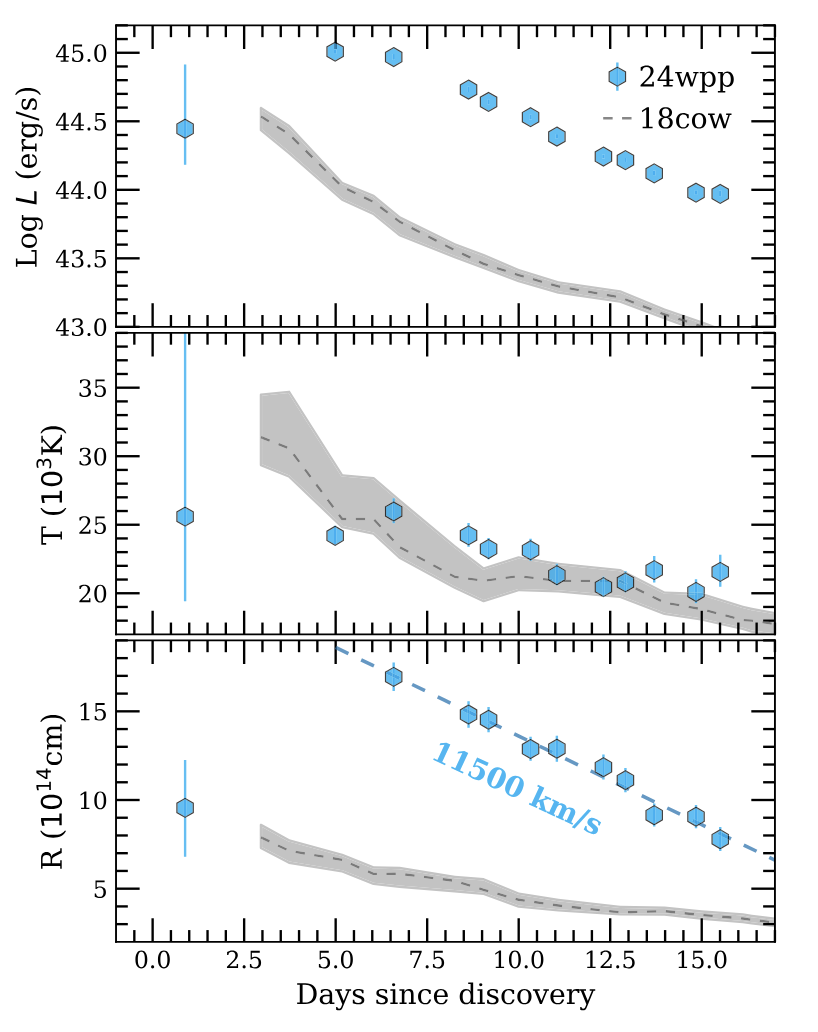 45.0
44.5
44.0
43.5
43.0
Log L (erg/s)
24wpp
18cow
35
30
25
20
T (10³K)
15
10
5
R (10¹⁴cm)
11500 km/s
0.0 2.5 5.0 7.5 10.0 12.5 15.0
Days since discovery